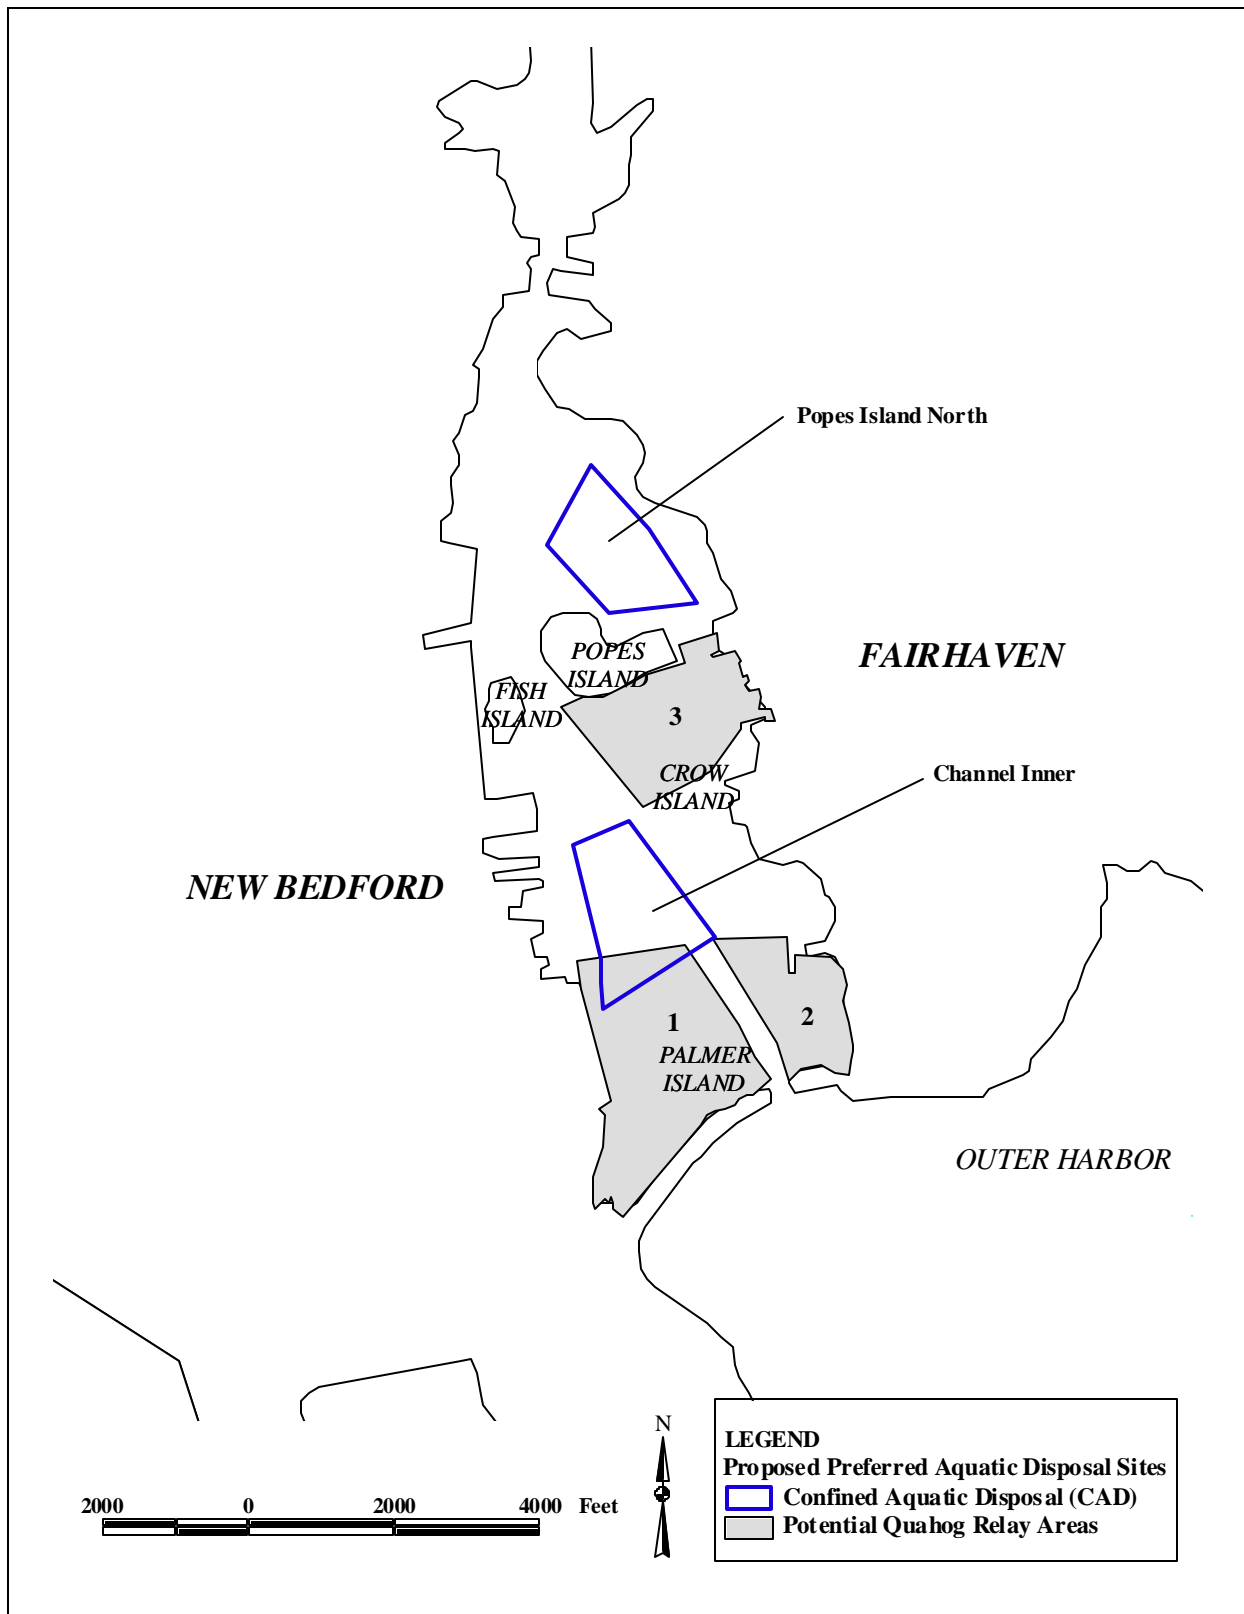 Popes Island North
POPES
ISLAND
FAIRHAVEN
FISH
ISLAND
3
CROW
ISLAND
Channel Inner
NEW BEDFORD
1
2
PALMER
ISLAND
OUTER HARBOR
N
LEGEND
Proposed Preferred Aquatic Disposal Sites
Confined Aquatic Disposal (CAD)
Potential Quahog Relay Areas
2000 0 2000 4000 Feet